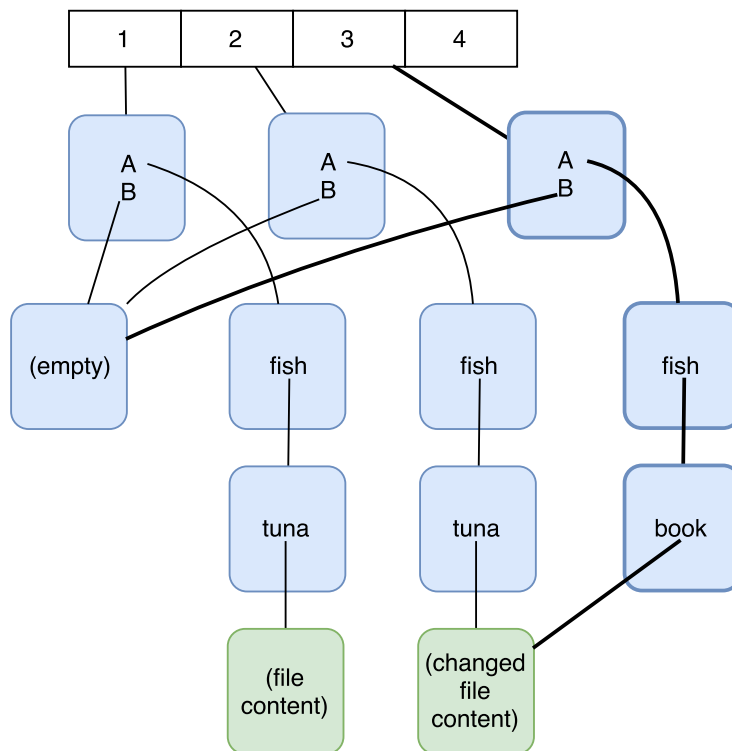 1 2 3 4
A
B
A
B
A
B
(empty)
fish
fish
fish
tuna
tuna
book
(file
content)
(changed
file
content)